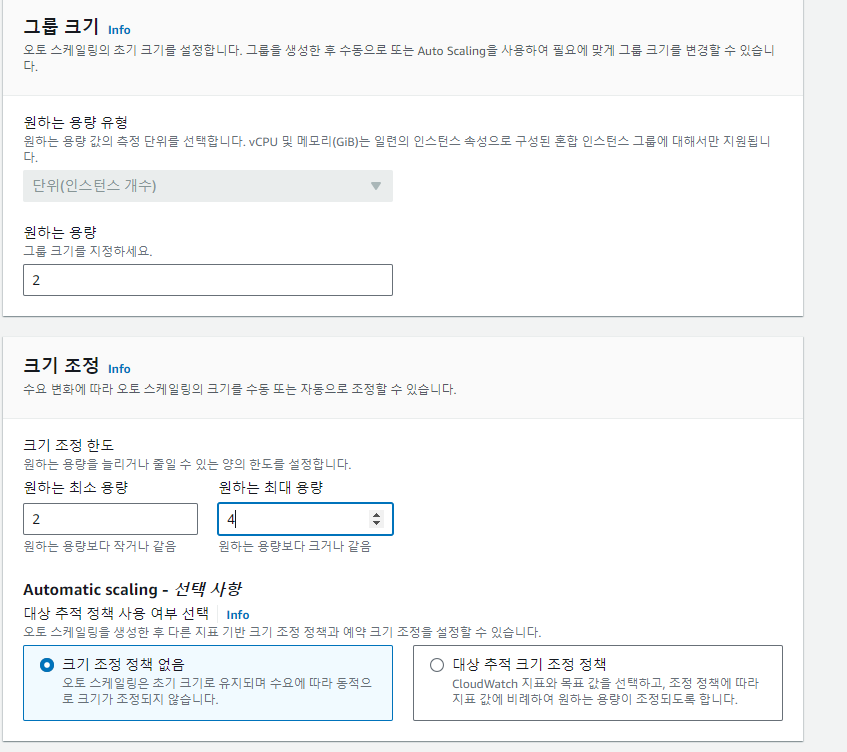 그룹 크기 Info
오토 스케일링의 초기 크기를 설정합니다. 그룹을 생성한 후 수동으로 또는 Auto Scaling을 사용하여 필요에 맞게 그룹 크기를 변경할 수 있습니
다.
원하는 용량 유형
원하는 용량 값의 측정 단위를 선택합니다. vCPU 및 메모리(GiB)는 일련의 인스턴스 속성으로 구성된 혼합 인스턴스 그룹에 대해서만 지원됩니
다.
단위(인스턴스 개수)
원하는 용량
그룹 크기를 지정하세요.
2
크기 조정 Info
수요 변화에 따라 오토 스케일링의 크기를 수동 또는 자동으로 조정할 수 있습니다.
크기 조정 한도
원하는 용량을 늘리거나 줄일 수 있는 양의 한도를 설정합니다.
원하는 최소 용량 원하는 최대 용량
2 4
원하는 용량보다 작거나 같음 원하는 용량보다 크거나 같음
Automatic scaling - 선택 사항
대상 추적 정책 사용 여부 선택 Info
오토 스케일링을 생성한 후 다른 지표 기반 크기 조정 정책과 예약 크기 조정을 설정할 수 있습니다.
크기 조정 정책 없음
오토 스케일링은 초기 크기로 유지되며 수요에 따라 동적으
로 크기가 조정되지 않습니다.
대상 추적 크기 조정 정책
CloudWatch 지표와 목표 값을 선택하고, 조정 정책에 따라
지표 값에 비례하여 원하는 용량이 조정되도록 합니다.